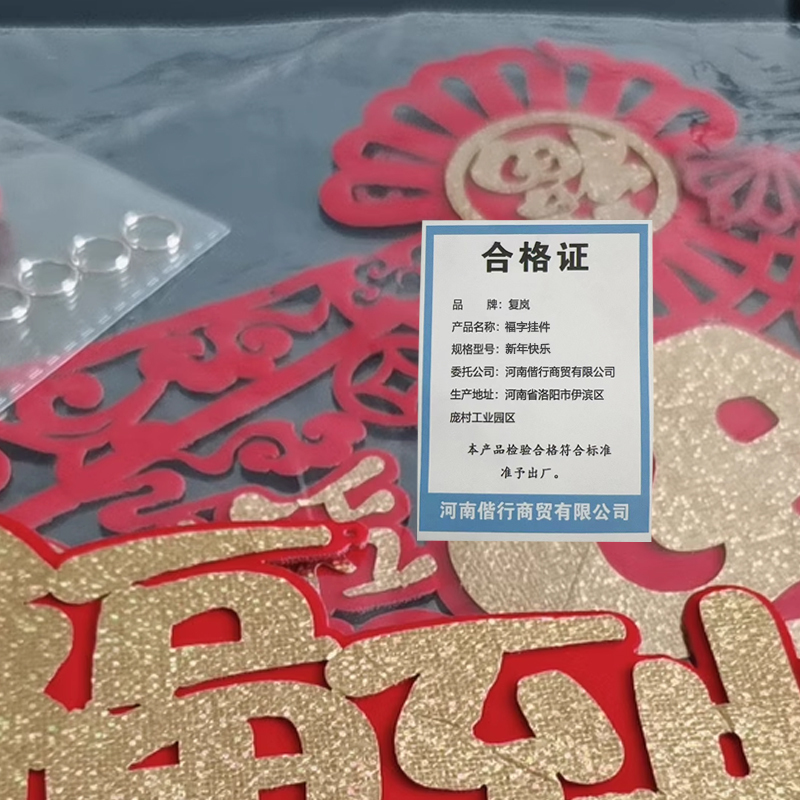 合格证
品 牌：复岚
产品名称：福字挂件
规格型号：新年快乐
委托公司：河南偕行商贸有限公司
生产地址：河南省洛阳市伊滨区
庞村工业园区
本产品检验合格符合标准
准予出厂。
河南偕行商贸有限公司